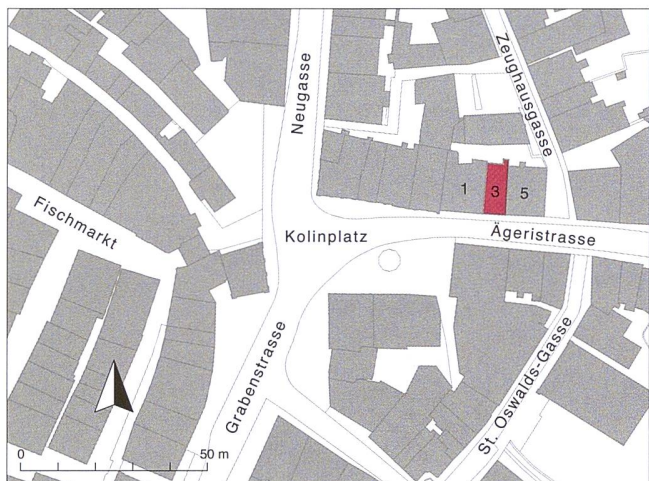 Neugasse
Zeughausgasse
1
3
5
Fischmarkt
Kolinplatz
Ägeristrasse
Grabenstrasse
St. Oswalds-Gasse
0
50 m